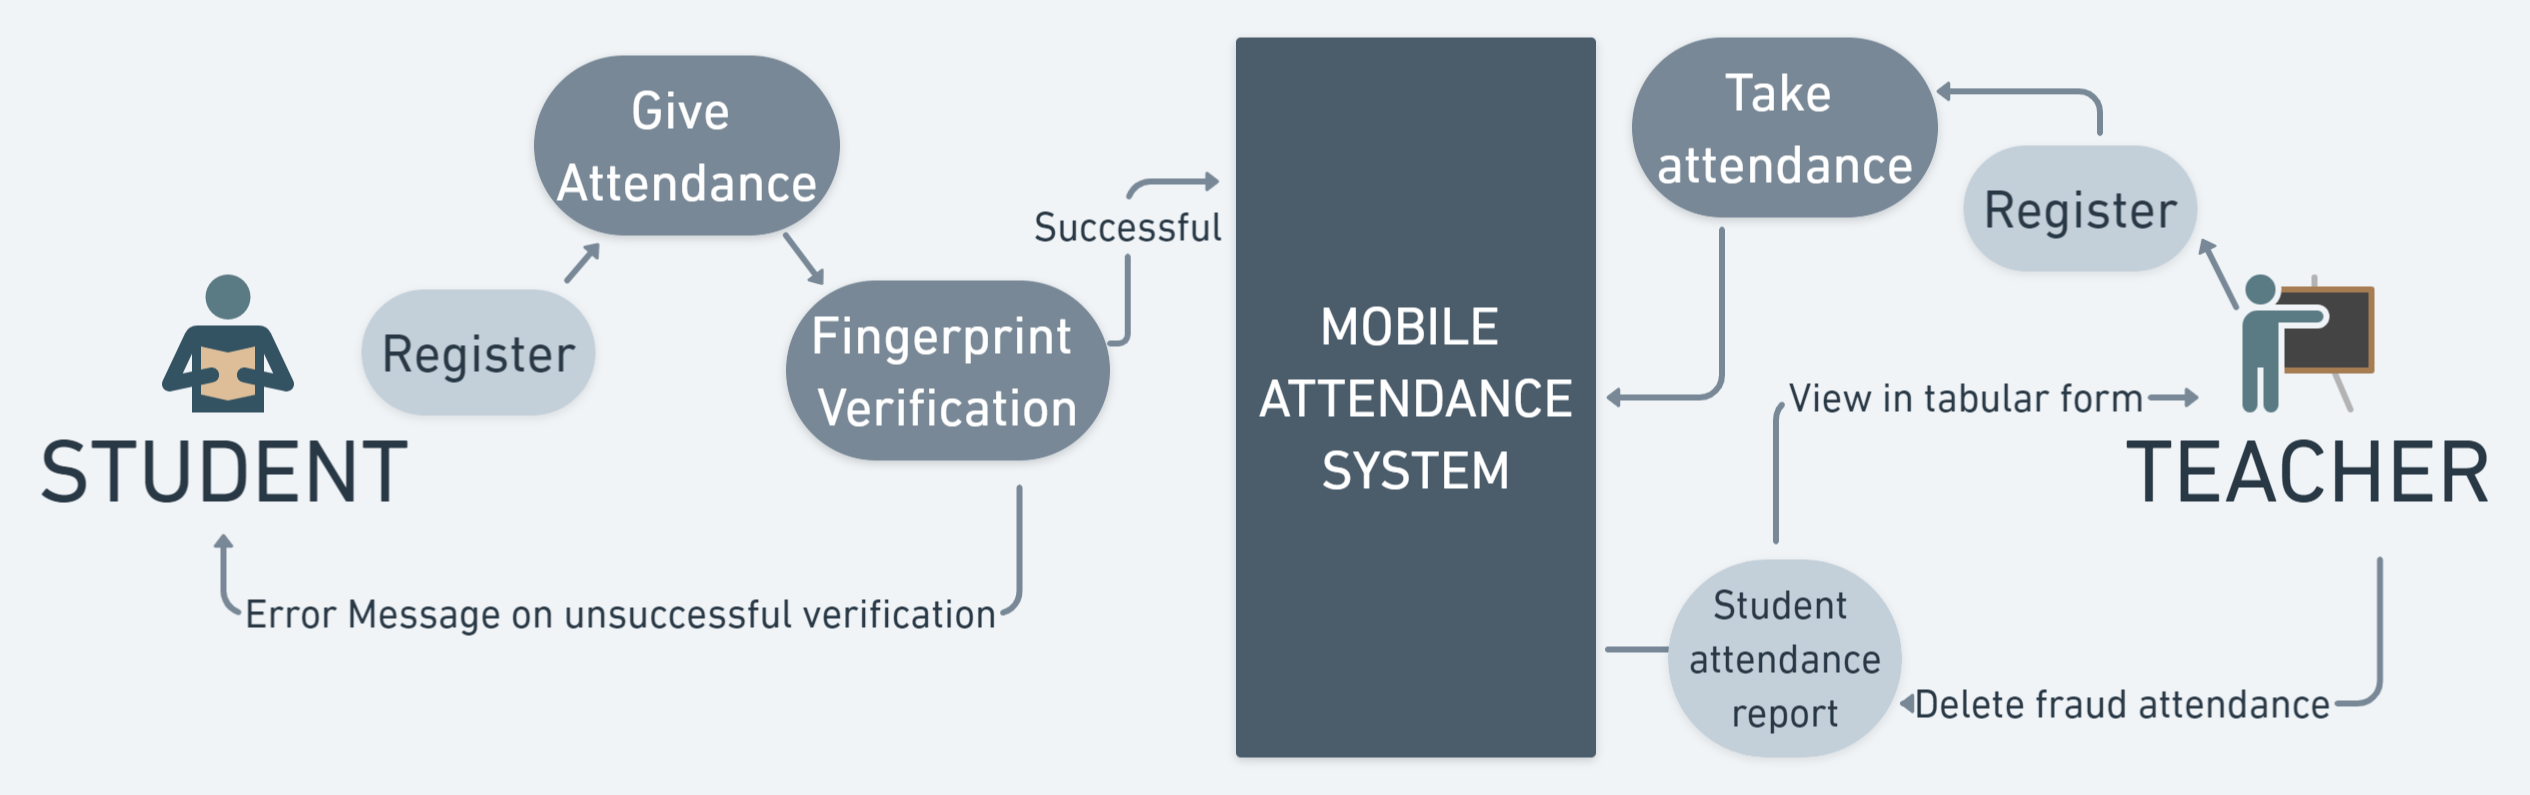 Give
Attendance
Register
STUDENT
Fingerprint
Verification
Successful
Error Message on unsuccessful verification
MOBILE
ATTENDANCE
SYSTEM
Take
attendance
Register
View in tabular form
TEACHER
Student
attendance
report
Delete fraud attendance